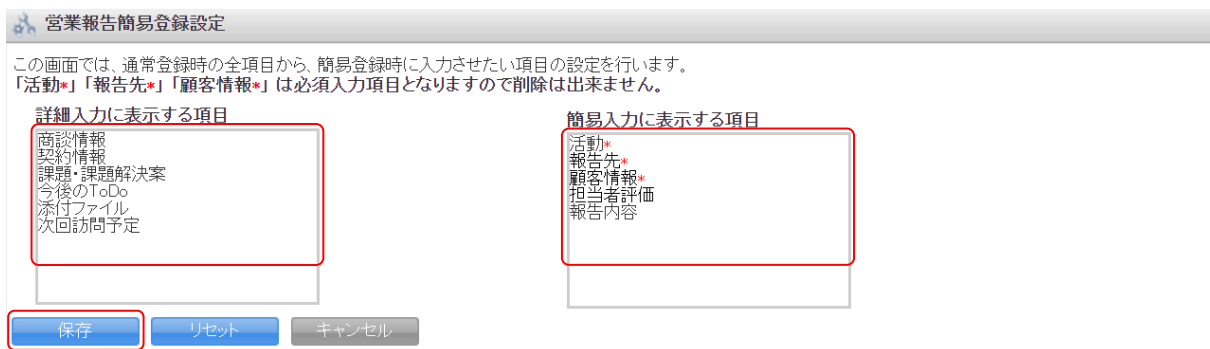 営業報告簡易登録設定
この画面では、通常登録時の全項目から、簡易登録時に入力させたい項目の設定を行います。
「活動*」「報告先*」「顧客情報*」は必須入力項目となりますので削除は出来ません。
詳細入力に表示する項目
商談情報
契約情報
課題・課題解決案
今後のToDo
添付ファイル
次回訪問予定
簡易入力に表示する項目
活動*
報告先*
顧客情報*
担当者評価
報告内容
保存
リセット
キャンセル